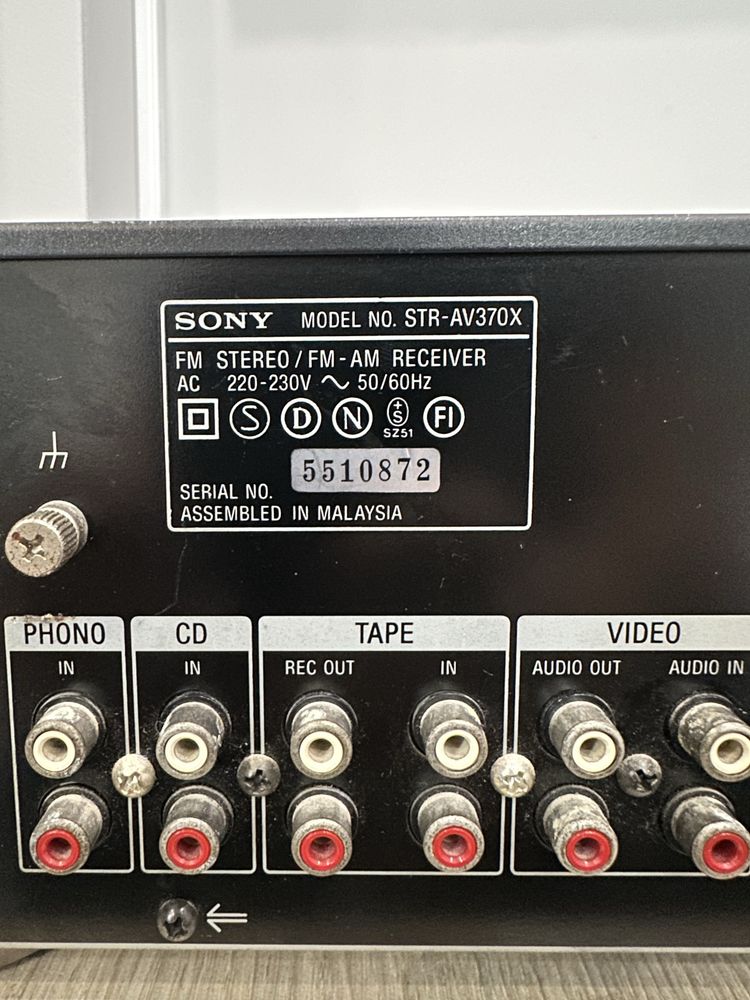 SONY MODEL NO. STR-AV370X
FM STEREO / FM-AM RECEIVER
AC 220-230V ~ 50/60Hz
S D N +S FI
SZ51
5510872
SERIAL NO.
ASSEMBLED IN MALAYSIA
PHONO CD TAPE VIDEO
IN IN REC OUT IN AUDIO OUT AUDIO IN